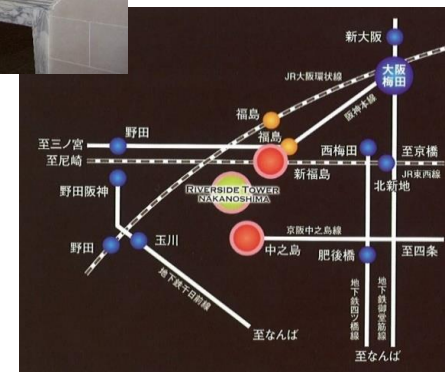 新大阪
大阪
梅田
JR大阪環状線
阪神本線
福島
福島
野田
西梅田
至三ノ宮
至京橋
至尼崎
新福島
JR東西線
北新地
野田阪神
RIVERSIDE TOWER
NAKANOSHIMA
京阪中之島線
野田
玉川
中之島
肥後橋
至四条
地下鉄千日前線
地下鉄四ツ橋線
地下鉄御堂筋線
至なんば
至なんば